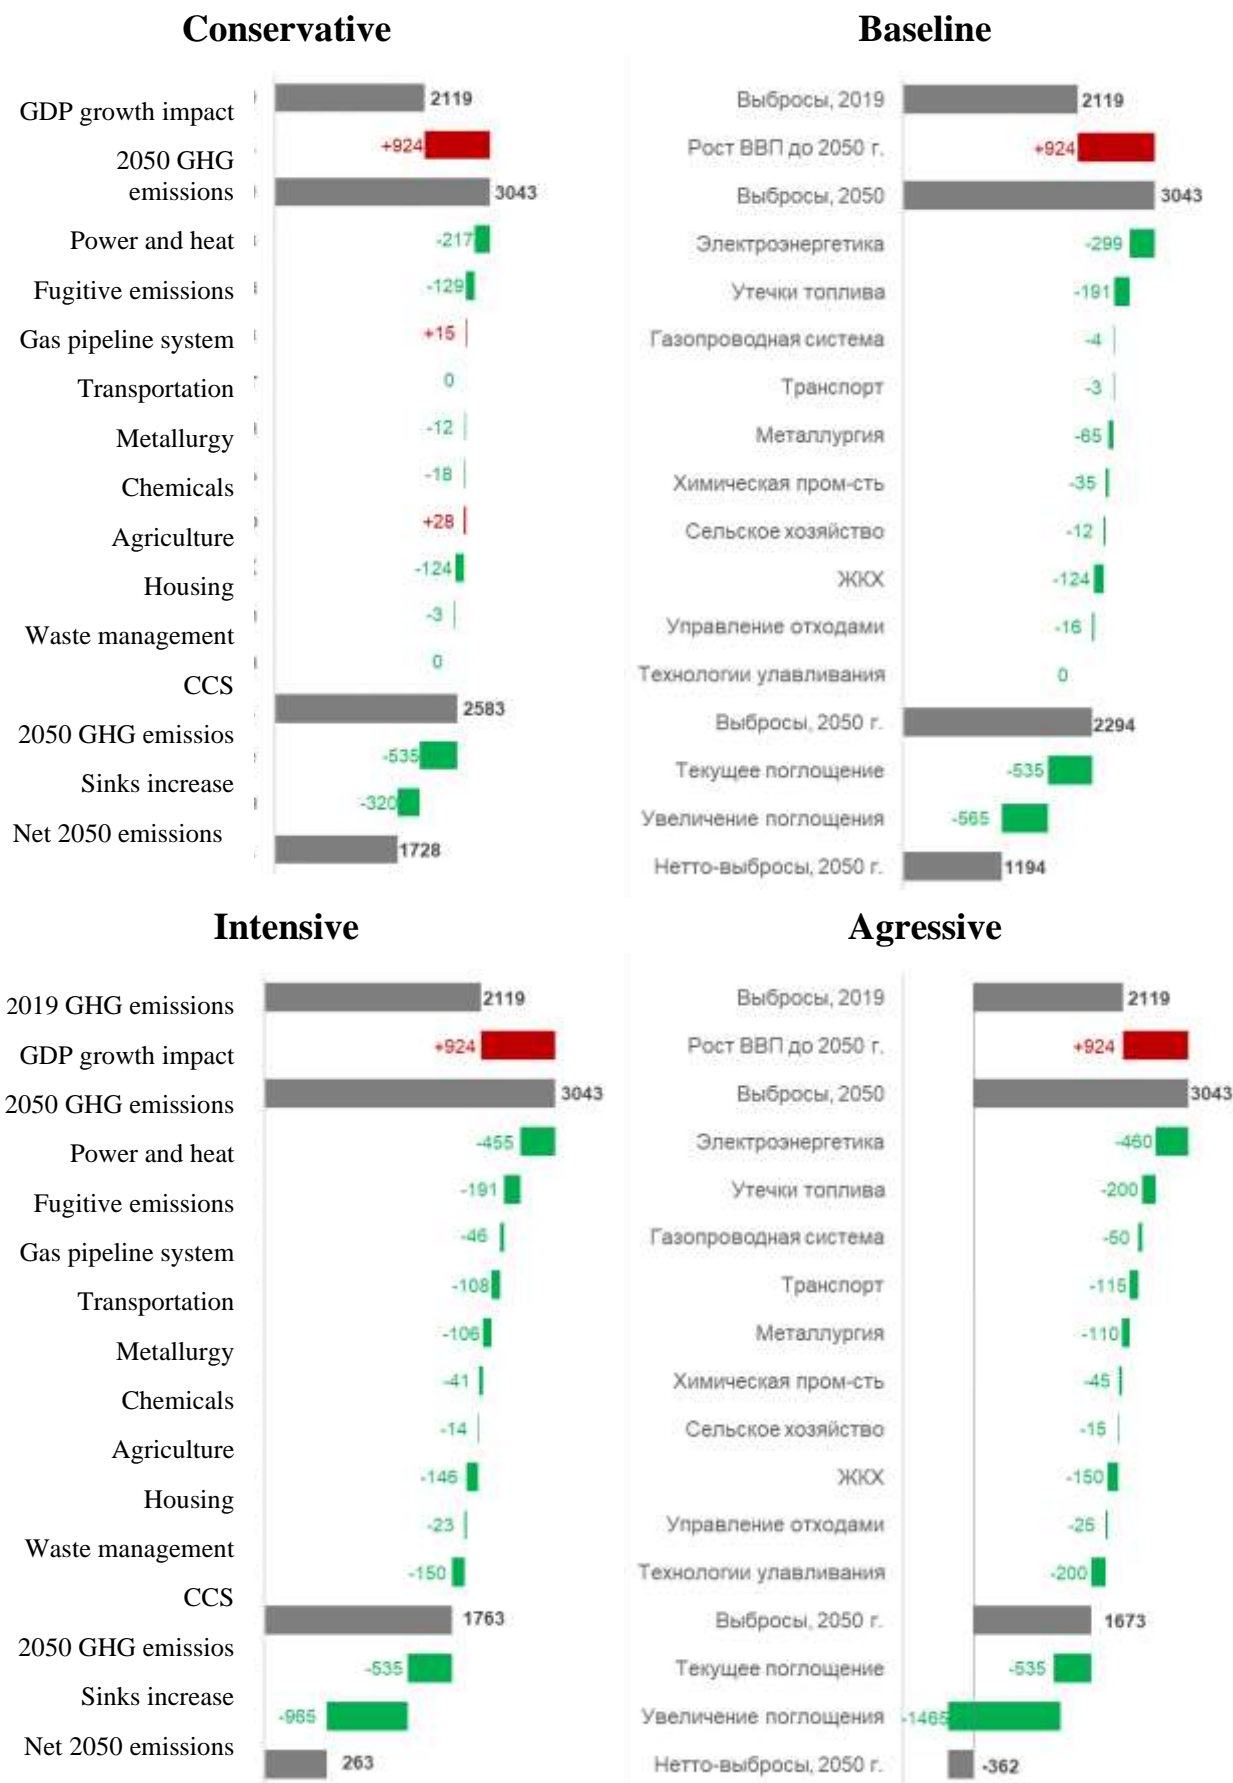 Conservative
GDP growth impact
2050 GHG
emissions
Power and heat
Fugitive emissions
Gas pipeline system
Transportation
Metallurgy
Chemicals
Agriculture
Housing
Waste management
CCS
2050 GHG emissios
Sinks increase
Net 2050 emissions
2119
+924
3043
-217
-129
+15
0
-12
-18
+28
-124
-3
0
2583
-535
-320
1728
Baseline
Выбросы, 2019 2119
Рост ВВП до 2050 г. +924
Выбросы, 2050 3043
Электроэнергетика -299
Утечки топлива -191
Газопроводная система -4
Транспорт -3
Металлургия -65
Химическая пром-сть -35
Сельское хозяйство -12
ЖКХ -124
Управление отходами -16
Технологии улавливания 0
Выбросы, 2050 г. 2294
Текущее поглощение -535
Увеличение поглощения -565
Нетто-выбросы, 2050 г. 1194
Intensive
2019 GHG emissions
GDP growth impact
2050 GHG emissions
Power and heat
Fugitive emissions
Gas pipeline system
Transportation
Metallurgy
Chemicals
Agriculture
Housing
Waste management
CCS
2050 GHG emissios
Sinks increase
Net 2050 emissions
2119
+924
3043
-455
-191
-46
-108
-106
-41
-14
-146
-23
-150
1763
-535
-965
263
Agressive
Выбросы, 2019 2119
Рост ВВП до 2050 г. +924
Выбросы, 2050 3043
Электроэнергетика -460
Утечки топлива -200
Газопроводная система -50
Транспорт -115
Металлургия -110
Химическая пром-сть -45
Сельское хозяйство -15
ЖКХ -150
Управление отходами -25
Технологии улавливания -200
Выбросы, 2050 г. 1673
Текущее поглощение -535
Увеличение поглощения -1465
Нетто-выбросы, 2050 г. -362